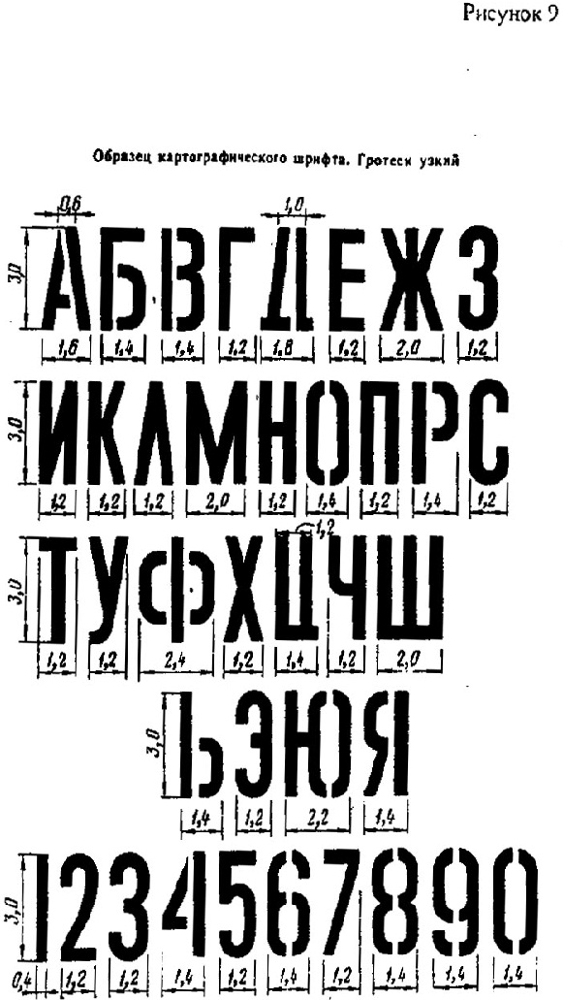 Рисунок 9
Образец картографического шрифта. Гротеск узкий
0,6 1,0
3,0 АБВГДЕЖЗ
1,6 1,4 1,4 1,2 1,8 1,2 2,0 1,2
3,0 ИКЛМНОПРС
1,2 1,2 1,2 2,0 1,2 1,4 1,2 1,4 1,2
1,2
3,0 ТУФХЦЧШ
1,2 1,2 2,4 1,2 1,4 1,2 2,0
3,0 ЬЭЮЯ
1,4 1,2 2,2 1,4
3,0 1234567890
0,4 1,2 1,2 1,4 1,2 1,4 1,2 1,4 1,4 1,4